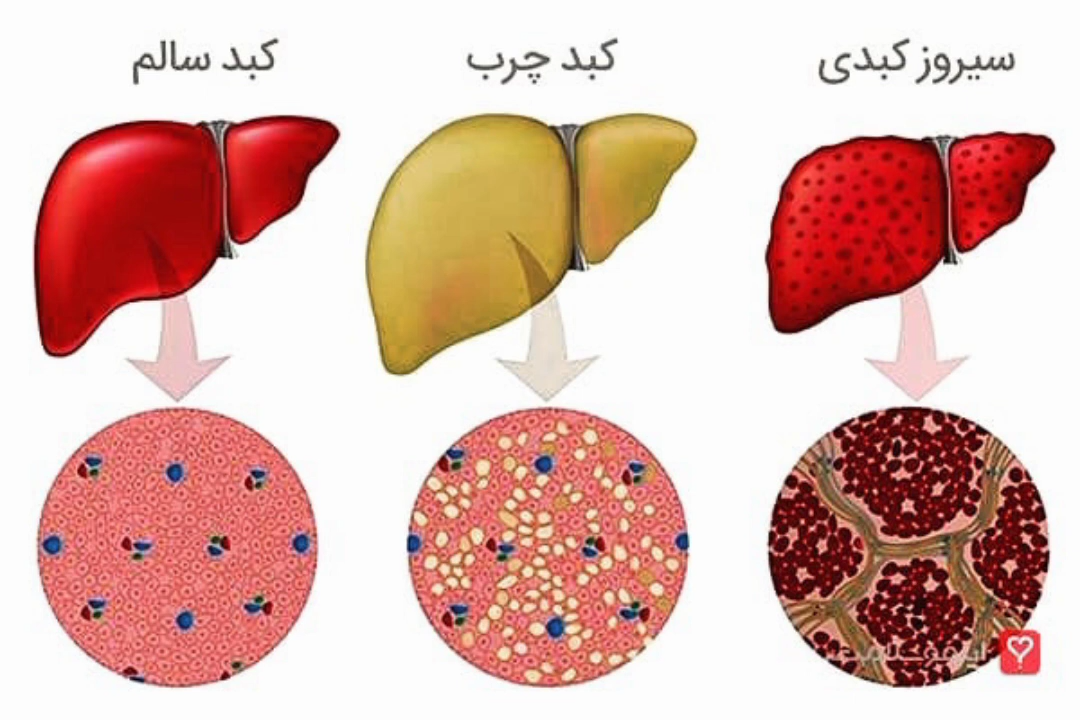 سیروز کبدی
کبد چرب
کبد سالم